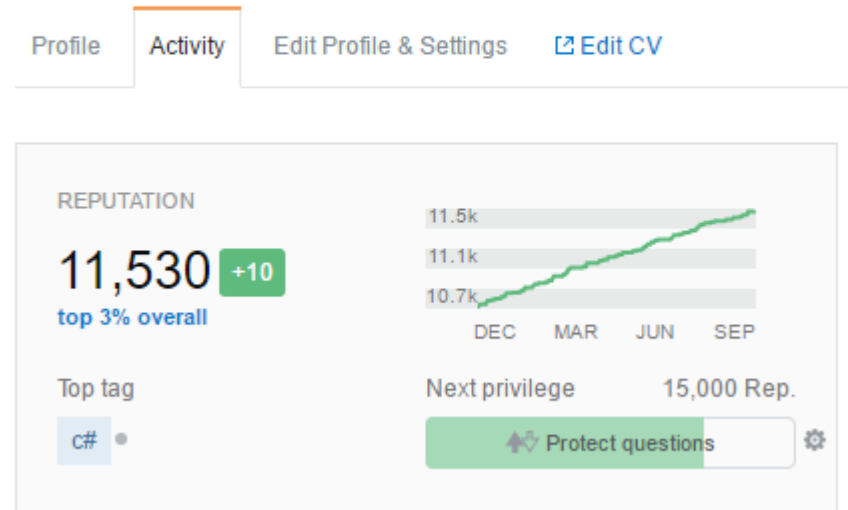 Profile Activity Edit Profile & Settings Edit CV
REPUTATION
11,530 +10
top 3% overall
11.5k
11.1k
10.7k
DEC MAR JUN SEP
Top tag
c#
Next privilege 15,000 Rep.
Protect questions